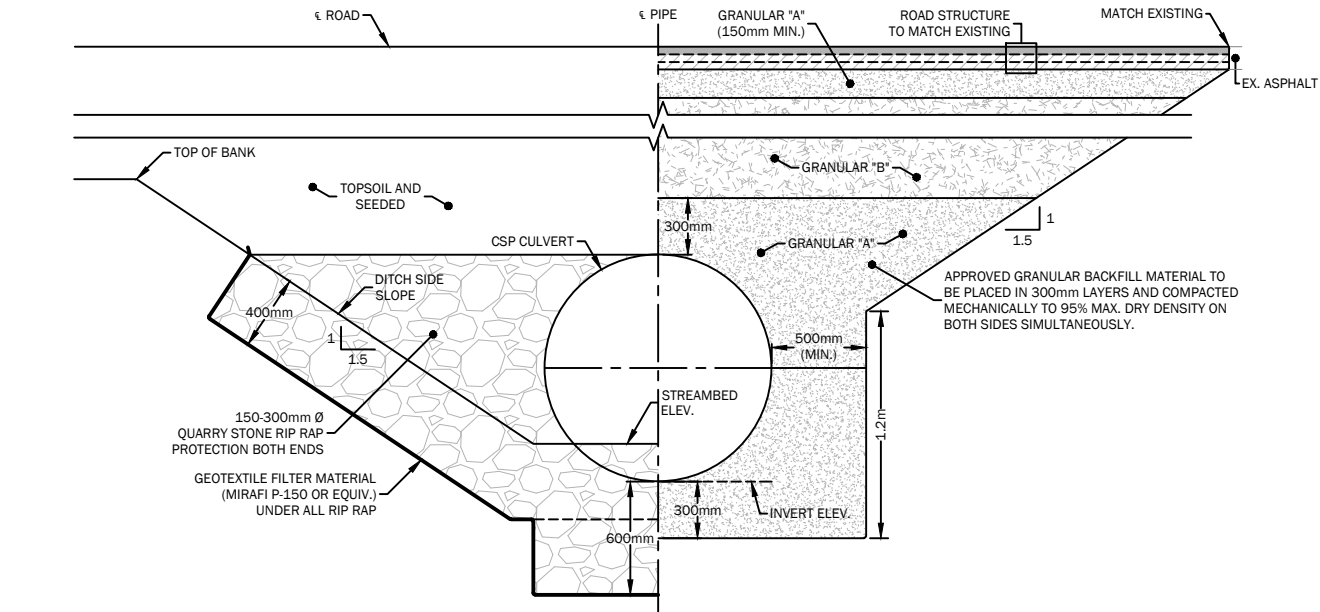 ℄ ROAD
℄ PIPE
GRANULAR "A"
(150mm MIN.)
ROAD STRUCTURE
TO MATCH EXISTING
MATCH EXISTING
EX. ASPHALT
TOP OF BANK
TOPSOIL AND
SEEDED
GRANULAR "B"
300mm
1
1.5
CSP CULVERT
GRANULAR "A"
DITCH SIDE
SLOPE
400mm
APPROVED GRANULAR BACKFILL MATERIAL TO
BE PLACED IN 300mm LAYERS AND COMPACTED
MECHANICALLY TO 95% MAX. DRY DENSITY ON
BOTH SIDES SIMULTANEOUSLY.
1
1.5
500mm
(MIN.)
STREAMBED
ELEV.
1.2m
150-300mm Ø
QUARRY STONE RIP RAP
PROTECTION BOTH ENDS
GEOTEXTILE FILTER MATERIAL
(MIRAFI P-150 OR EQUIV.)
UNDER ALL RIP RAP
300mm
INVERT ELEV.
600mm